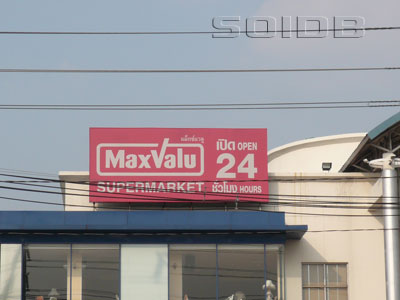 SOIDB
แม็กซ์แวลู
MaxValu
SUPERMARKET
เปิด OPEN
24
ชั่วโมง HOURS